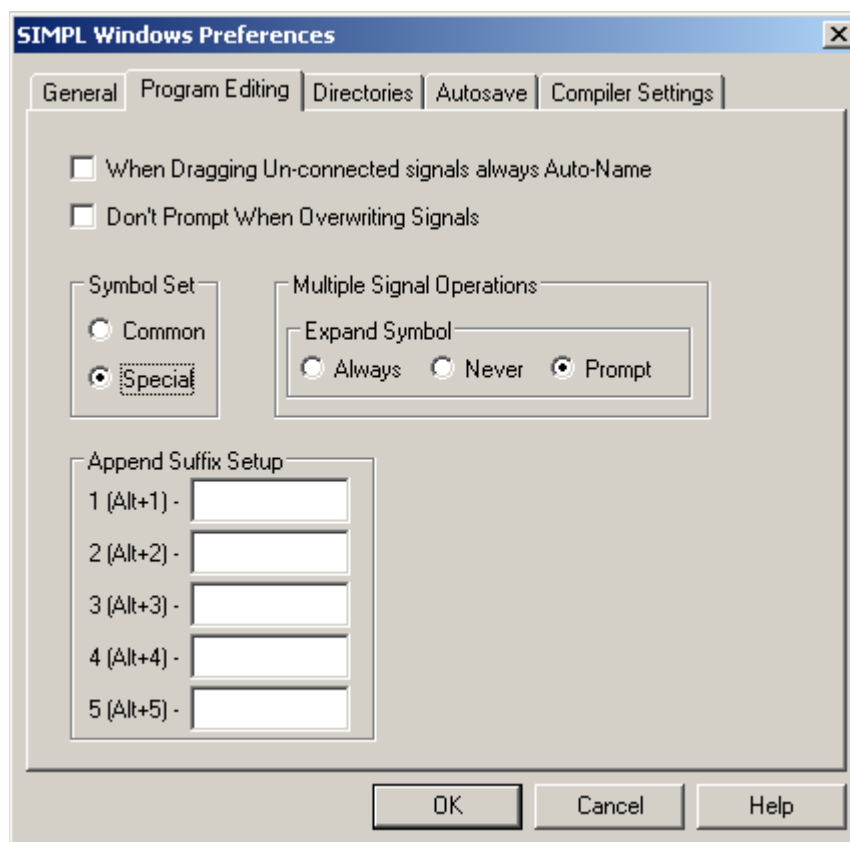 SIMPL Windows Preferences
General Program Editing Directories Autosave Compiler Settings
When Dragging Un-connected signals always Auto-Name
Don't Prompt When Overwriting Signals
Symbol Set
Common
Special
Multiple Signal Operations
Expand Symbol
Always Never Prompt
Append Suffix Setup
1 (Alt+1) -
2 (Alt+2) -
3 (Alt+3) -
4 (Alt+4) -
5 (Alt+5) -
OK Cancel Help